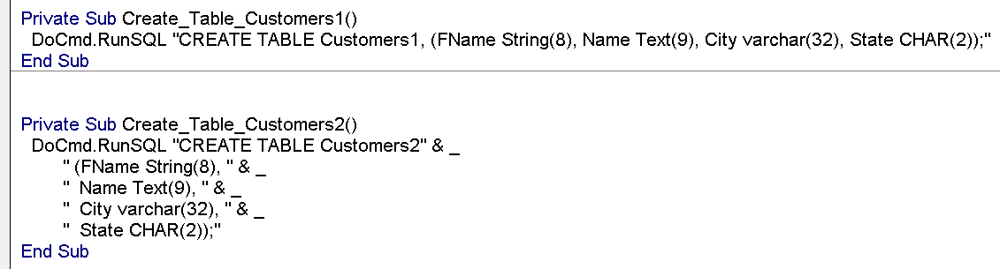 Private Sub Create_Table_Customers1()
DoCmd.RunSQL "CREATE TABLE Customers1, (FName String(8), Name Text(9), City varchar(32), State CHAR(2));"
End Sub
Private Sub Create_Table_Customers2()
DoCmd.RunSQL "CREATE TABLE Customers2" & _
" (FName String(8), " & _
"  Name Text(9), " & _
"  City varchar(32), " & _
"  State CHAR(2));"
End Sub